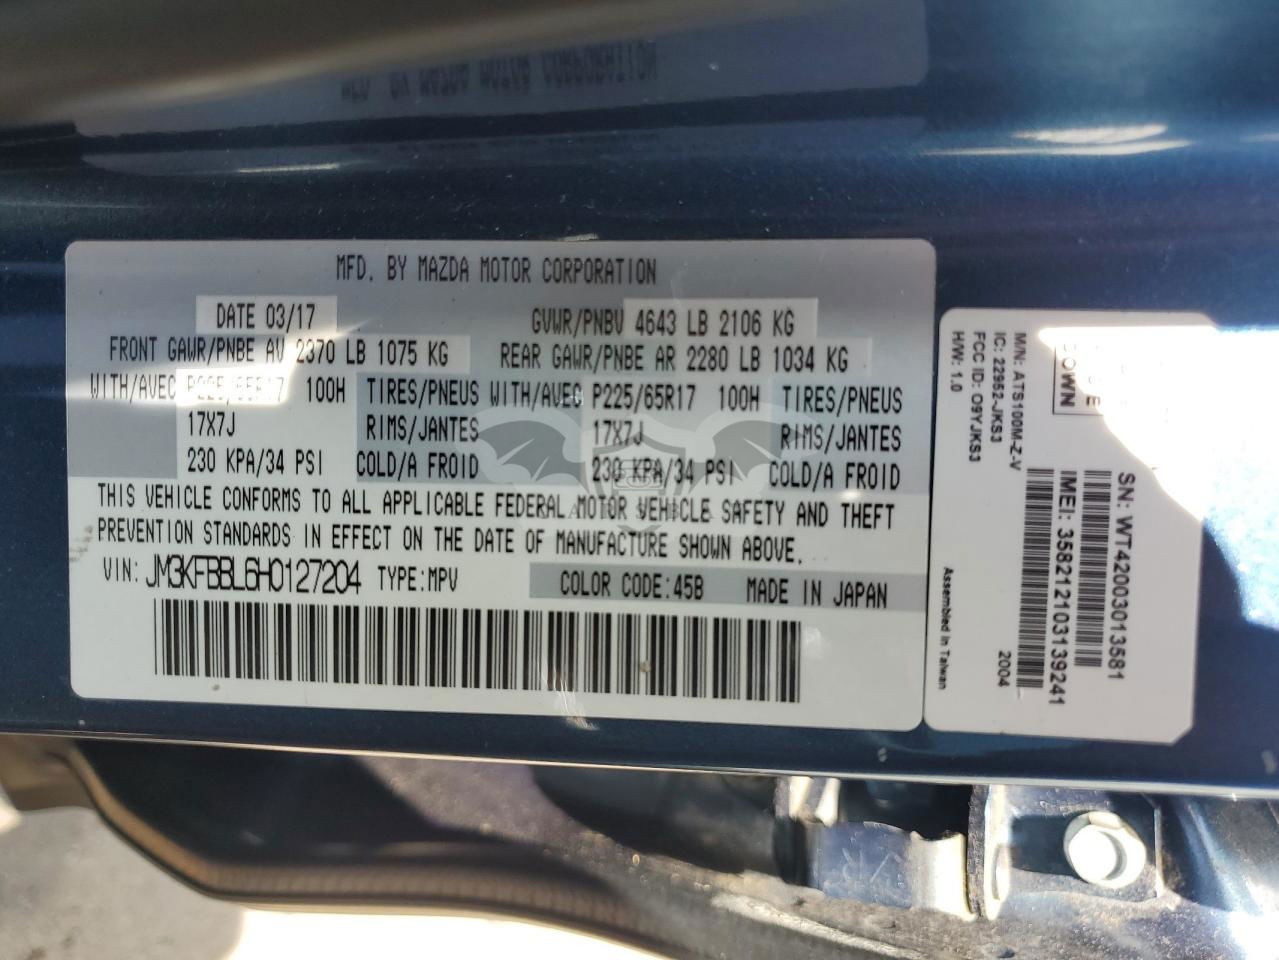 MFD. BY MAZDA MOTOR CORPORATION
DATE 03/17 GVWR/PNBV 4643 LB 2106 KG
FRONT GAWR/PNBE AV 2370 LB 1075 KG REAR GAWR/PNBE AR 2280 LB 1034 KG
WITH/AVEC P225/65R17 100H TIRES/PNEUS WITH/AVEC P225/65R17 100H TIRES/PNEUS
17X7J RIMS/JANTES 17X7J RIMS/JANTES
230 KPA/34 PSI COLD/A FROID 230 KPA/34 PSI COLD/A FROID
THIS VEHICLE CONFORMS TO ALL APPLICABLE FEDERAL MOTOR VEHICLE SAFETY AND THEFT
PREVENTION STANDARDS IN EFFECT ON THE DATE OF MANUFACTURE SHOWN ABOVE.
VIN: JM3KFBBL6H0127204 TYPE:MPV COLOR CODE:45B MADE IN JAPAN
M/N: ATS100M-Z-V
IC: 22952-JKS3
FCC ID: O9YJKS3
H/W: 1.0
SN: WT42003013581
IMEI: 358212103139241
2004
Assembled in Taiwan